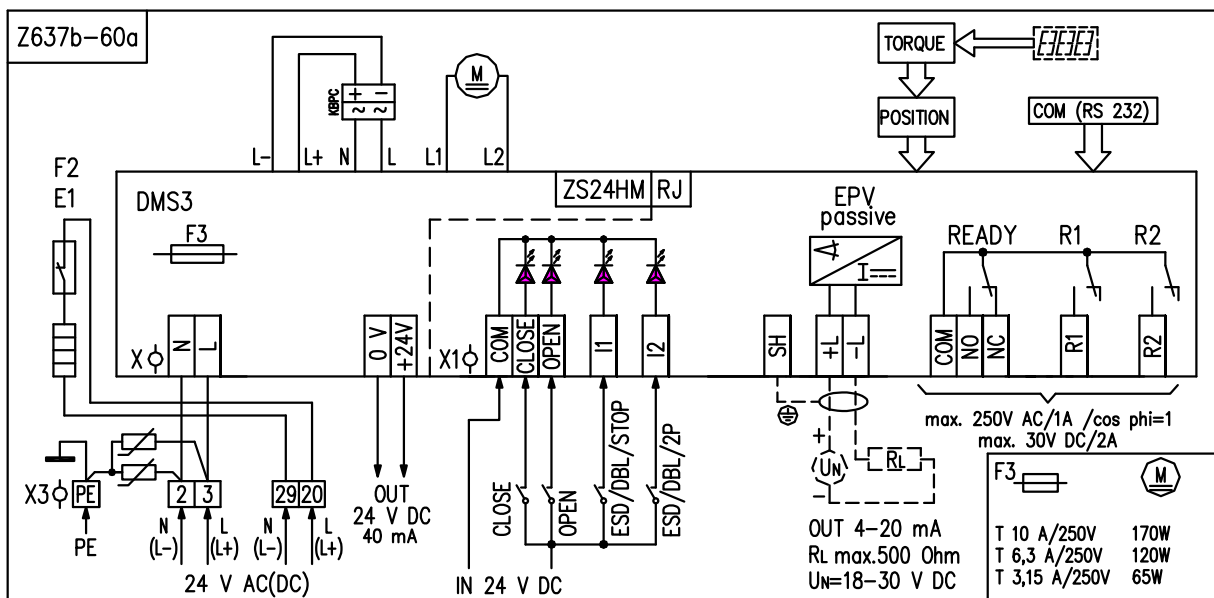 Z637b-60a
TORQUE
POSITION
COM (RS 232)
KBPC
+ −
~ ~
M
L- L+ N L L1 L2
F2
E1
DMS3
F3
ZS24HM RJ
EPV
passive
I
READY R1 R2
X
N
L
0 V
+24V
X1
COM
CLOSE
OPEN
I1
I2
SH
+L
-L
COM
NO
NC
R1
R2
max. 250V AC/1A /cos phi=1
max. 30V DC/2A
X3
PE
2 3
29 20
PE
N
(L-)
L
(L+)
N
(L-)
L
(L+)
24 V AC(DC)
OUT
24 V DC
40 mA
CLOSE
OPEN
ESD/DBL/STOP
ESD/DBL/2P
IN 24 V DC
+
UN
−
RL
OUT 4-20 mA
RL max.500 Ohm
UN=18-30 V DC
F3 M
T 10 A/250V 170W
T 6,3 A/250V 120W
T 3,15 A/250V 65W